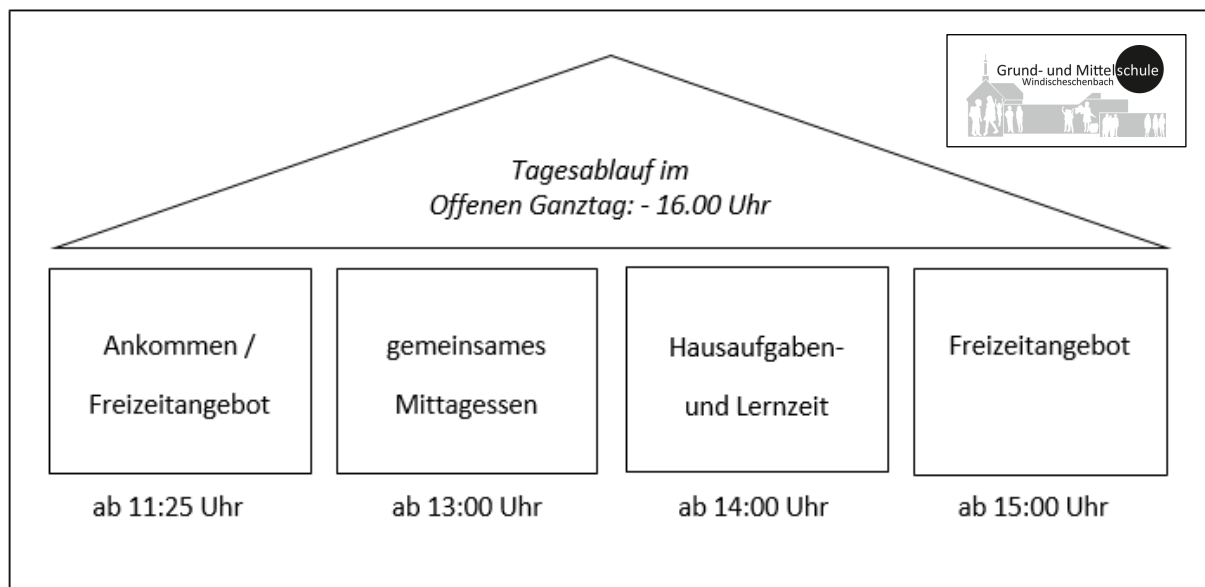 Grund- und Mittelschule
Windischeschenbach
Tagesablauf im
Offenen Ganztag: - 16.00 Uhr
Ankommen /
Freizeitangebot
ab 11:25 Uhr
gemeinsames
Mittagessen
ab 13:00 Uhr
Hausaufgaben-
und Lernzeit
ab 14:00 Uhr
Freizeitangebot
ab 15:00 Uhr